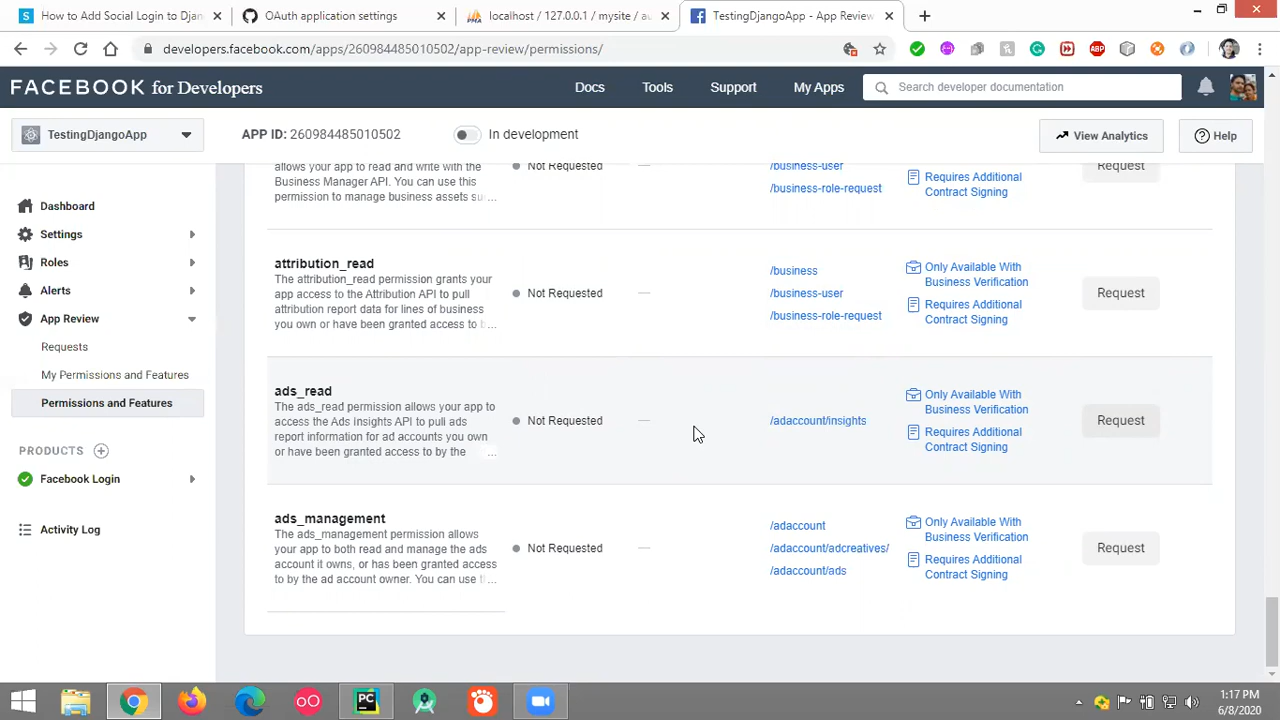 How to Add Social Login to Djan
OAuth application settings
localhost / 127.0.0.1 / mysite / au
TestingDjangoApp - App Review
developers.facebook.com/apps/260984485010502/app-review/permissions/
FACEBOOK for Developers
Docs
Tools
Support
My Apps
Search developer documentation
TestingDjangoApp
APP ID: 260984485010502
In development
View Analytics
Help
Dashboard
Settings
Roles
Alerts
App Review
Requests
My Permissions and Features
Permissions and Features
PRODUCTS
Facebook Login
Activity Log
allows your app to read and write with the
Business Manager API. You can use this
permission to manage business assets su...
Not Requested
/business-user
/business-role-request
Requires Additional
Contract Signing
Request
attribution_read
The attribution_read permission grants your
app access to the Attribution API to pull
attribution report data for lines of business
you own or have been granted access to b...
Not Requested
/business
/business-user
/business-role-request
Only Available With
Business Verification
Requires Additional
Contract Signing
Request
ads_read
The ads_read permission allows your app to
access the Ads Insights API to pull ads
report information for ad accounts you own
or have been granted access to by the ...
Not Requested
/adaccount/insights
Only Available With
Business Verification
Requires Additional
Contract Signing
Request
ads_management
The ads_management permission allows
your app to both read and manage the ads
account it owns, or has been granted access
to by the ad account owner. You can use t...
Not Requested
/adaccount
/adaccount/adcreatives/
/adaccount/ads
Only Available With
Business Verification
Requires Additional
Contract Signing
Request
1:17 PM
6/8/2020